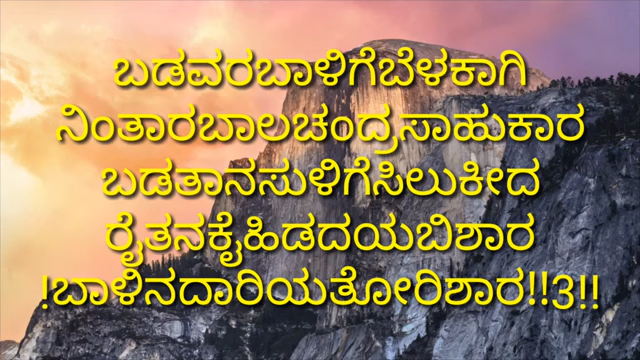 ಬಡವರಬಾಳಿಗೆಬೆಳಕಾಗಿ
ನಿಂತಾರಬಾಲಚಂದ್ರಸಾಹುಕಾರ
ಬಡತಾನಸುಳಿಗೆಸಿಲುಕೀದ
ರೈತನಕೈಹಿಡದಯಬಿಶಾರ
!ಬಾಳಿನದಾರಿಯತೋರಿಶಾರ!!3!!